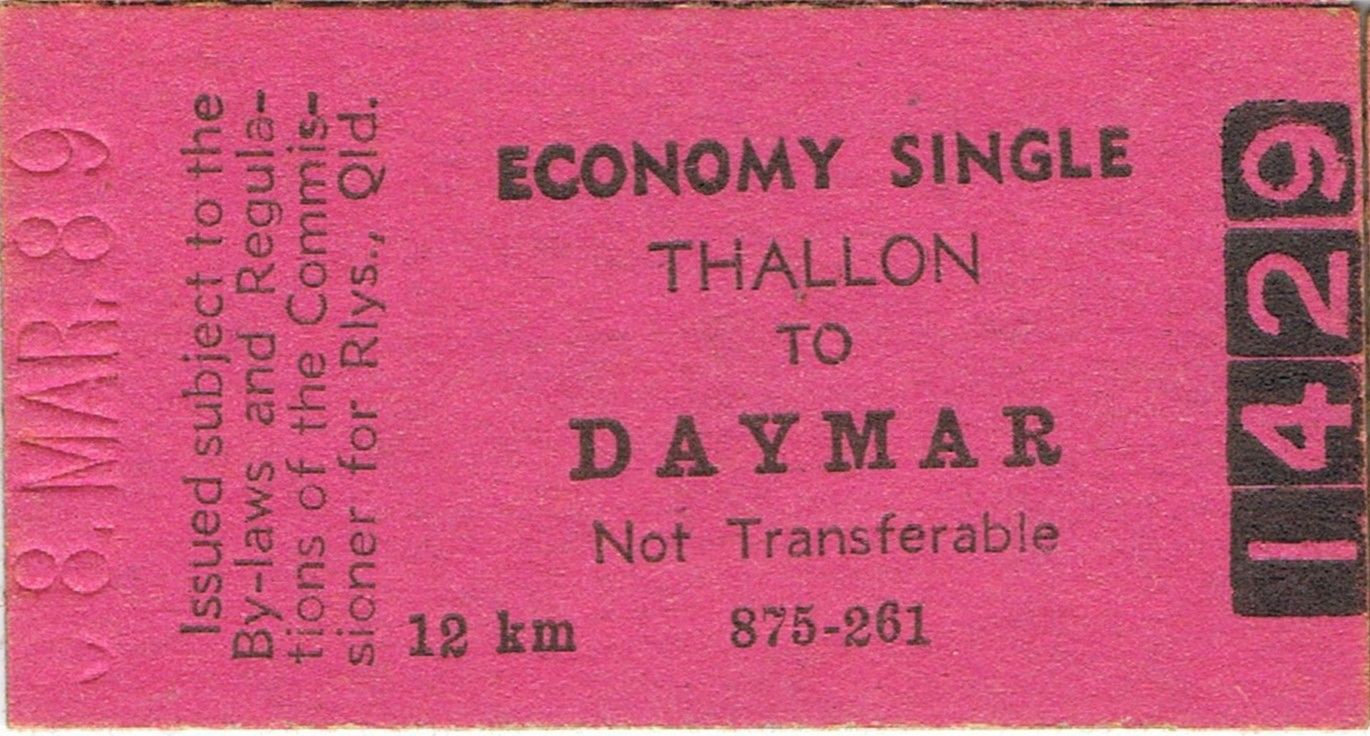 08. MAR. 89
Issued subject to the
By-laws and Regula-
tions of the Commis-
sioner for Rlys., Qld.
ECONOMY SINGLE
THALLON
TO
DAYMAR
Not Transferable
12 km 875-261
1429